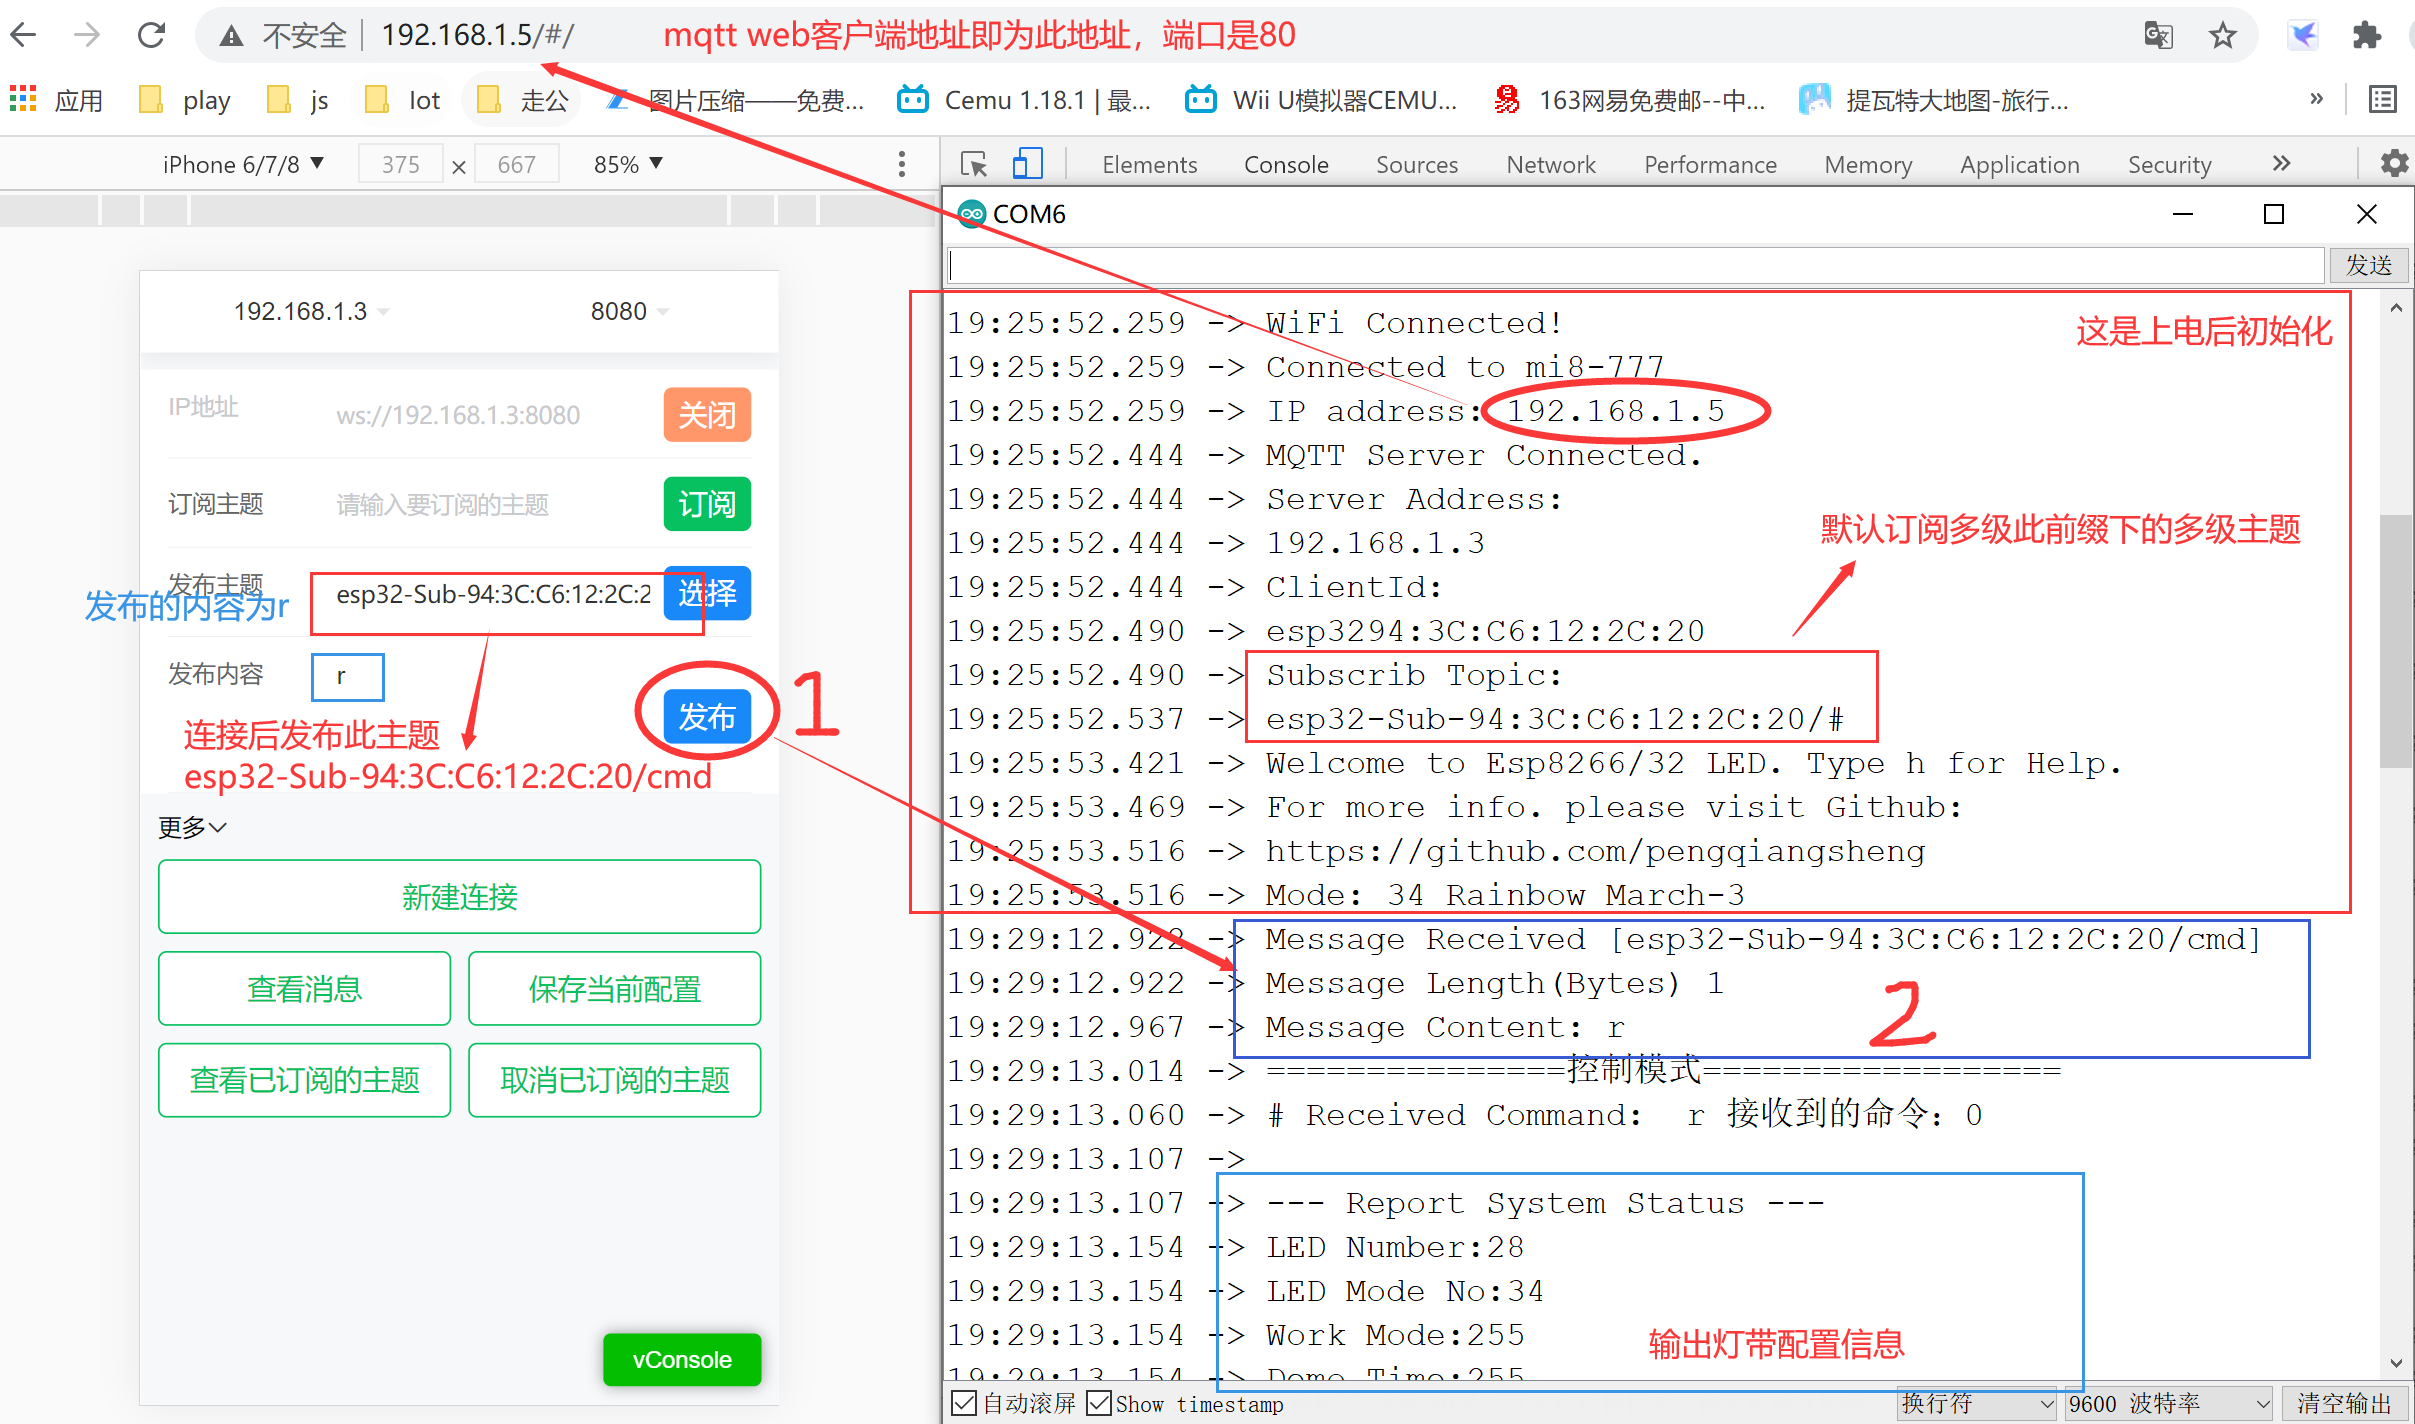 不安全 192.168.1.5/#/
mqtt web客户端地址即为此地址，端口是80
应用 play js Iot 走公 图片压缩——免费... Cemu 1.18.1 | 最... Wii U模拟器CEMU... 163网易免费邮--中... 提瓦特大地图-旅行... »
iPhone 6/7/8 375 × 667 85%
Elements Console Sources Network Performance Memory Application Security »
192.168.1.3 8080
IP地址 ws://192.168.1.3:8080 关闭
订阅主题 请输入要订阅的主题 订阅
发布主题 esp32-Sub-94:3C:C6:12:2C:2 选择
发布的内容为r
发布内容 r
发布 1
连接后发布此主题
esp32-Sub-94:3C:C6:12:2C:20/cmd
更多
新建连接
查看消息 保存当前配置
查看已订阅的主题 取消已订阅的主题
vConsole
COM6
发送
这是上电后初始化
19:25:52.259 -> WiFi Connected!
19:25:52.259 -> Connected to mi8-777
19:25:52.259 -> IP address: 192.168.1.5
19:25:52.444 -> MQTT Server Connected.
19:25:52.444 -> Server Address:
19:25:52.444 -> 192.168.1.3
默认订阅多级此前缀下的多级主题
19:25:52.444 -> ClientId:
19:25:52.490 -> esp3294:3C:C6:12:2C:20
19:25:52.490 -> Subscrib Topic:
19:25:52.537 -> esp32-Sub-94:3C:C6:12:2C:20/#
19:25:53.421 -> Welcome to Esp8266/32 LED. Type h for Help.
19:25:53.469 -> For more info. please visit Github:
19:25:53.516 -> https://github.com/pengqiangsheng
19:25:53.516 -> Mode: 34 Rainbow March-3
19:29:12.922 -> Message Received [esp32-Sub-94:3C:C6:12:2C:20/cmd]
19:29:12.922 -> Message Length(Bytes) 1
19:29:12.967 -> Message Content: r
2
19:29:13.014 -> ===============控制模式==================
19:29:13.060 -> # Received Command:  r 接收到的命令：0
19:29:13.107 ->
19:29:13.107 -> --- Report System Status ---
19:29:13.154 -> LED Number:28
19:29:13.154 -> LED Mode No:34
19:29:13.154 -> Work Mode:255
输出灯带配置信息
19:29:13.154 -> Demo Time:255
自动滚屏 Show timestamp 换行符 9600 波特率 清空输出